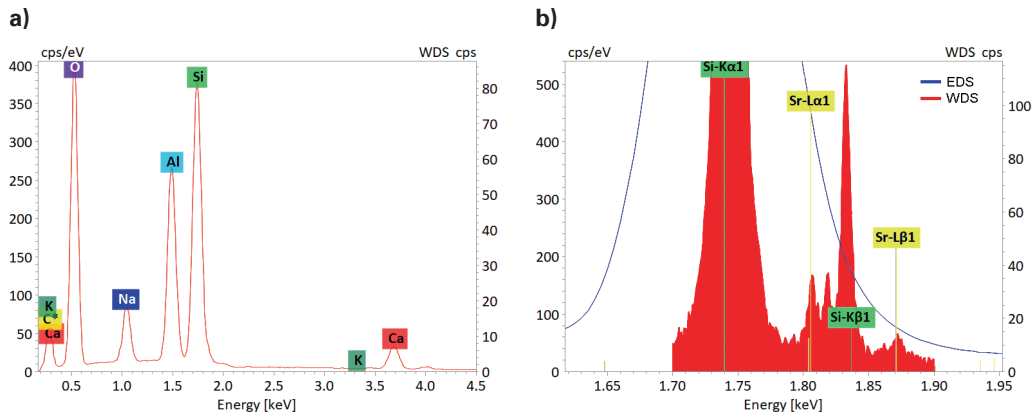 a)
cps/eV
WDS cps
400
350
300
250
200
150
100
50
0
80
70
60
50
40
30
20
10
0
O
Si
Al
Na
K
C*
Ca
K
Ca
0.5 1.0 1.5 2.0 2.5 3.0 3.5 4.0 4.5
Energy [keV]
b)
cps/eV
WDS cps
500
400
300
200
100
0
100
80
60
40
20
0
Si-Kα1
Sr-Lα1
Sr-Lβ1
Si-Kβ1
EDS
WDS
1.65 1.70 1.75 1.80 1.85 1.90 1.95
Energy [keV]